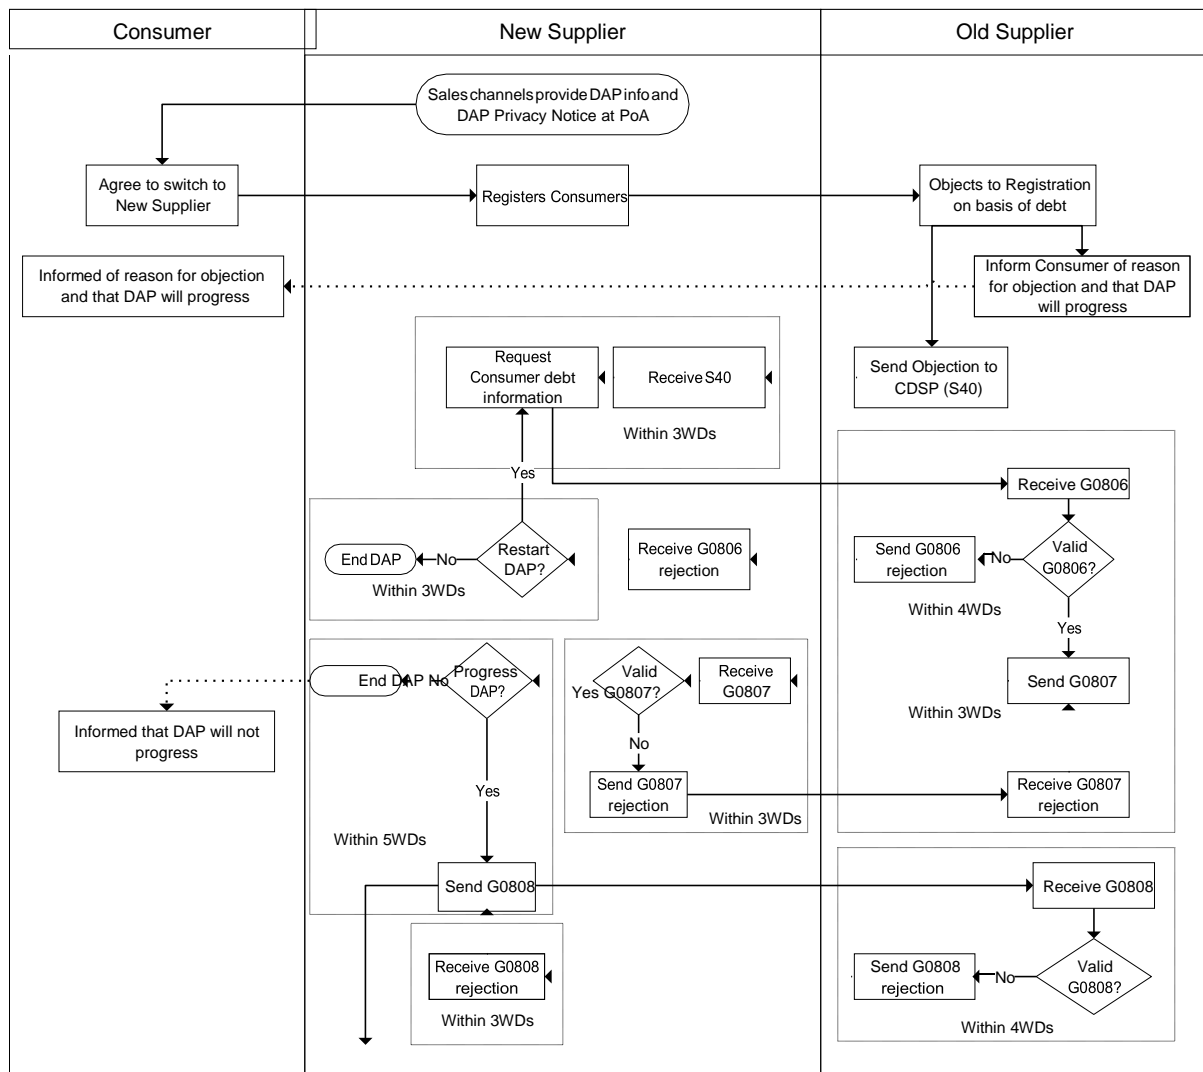 Consumer
New Supplier
Old Supplier
Sales channels provide DAP info and
DAP Privacy Notice at PoA
Agree to switch to
New Supplier
Registers Consumers
Objects to Registration
on basis of debt
Informed of reason for objection
and that DAP will progress
Inform Consumer of reason
for objection and that DAP
will progress
Request
Consumer debt
information
Receive S40
Send Objection to
CDSP (S40)
Within 3WDs
Yes
Receive G0806
End DAP
No
Restart
DAP?
Within 3WDs
Receive G0806
rejection
Send G0806
rejection
No
Valid
G0806?
Within 4WDs
Yes
End DAP
No
Progress
DAP?
Valid
G0807?
Yes
Receive
G0807
Send G0807
Within 3WDs
Informed that DAP will not
progress
No
Yes
Send G0807
rejection
Receive G0807
rejection
Within 3WDs
Within 5WDs
Send G0808
Receive G0808
Receive G0808
rejection
Within 3WDs
Send G0808
rejection
No
Valid
G0808?
Within 4WDs